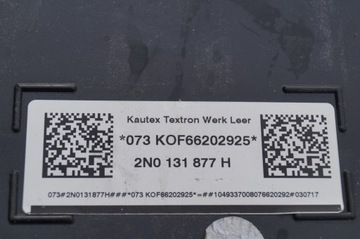 Kautex Textron Werk Leer
*073 KOF66202925*
2N0 131 877 H
073#2N0131877H###*073 KOF66202925*=##1049337008076620292#030717